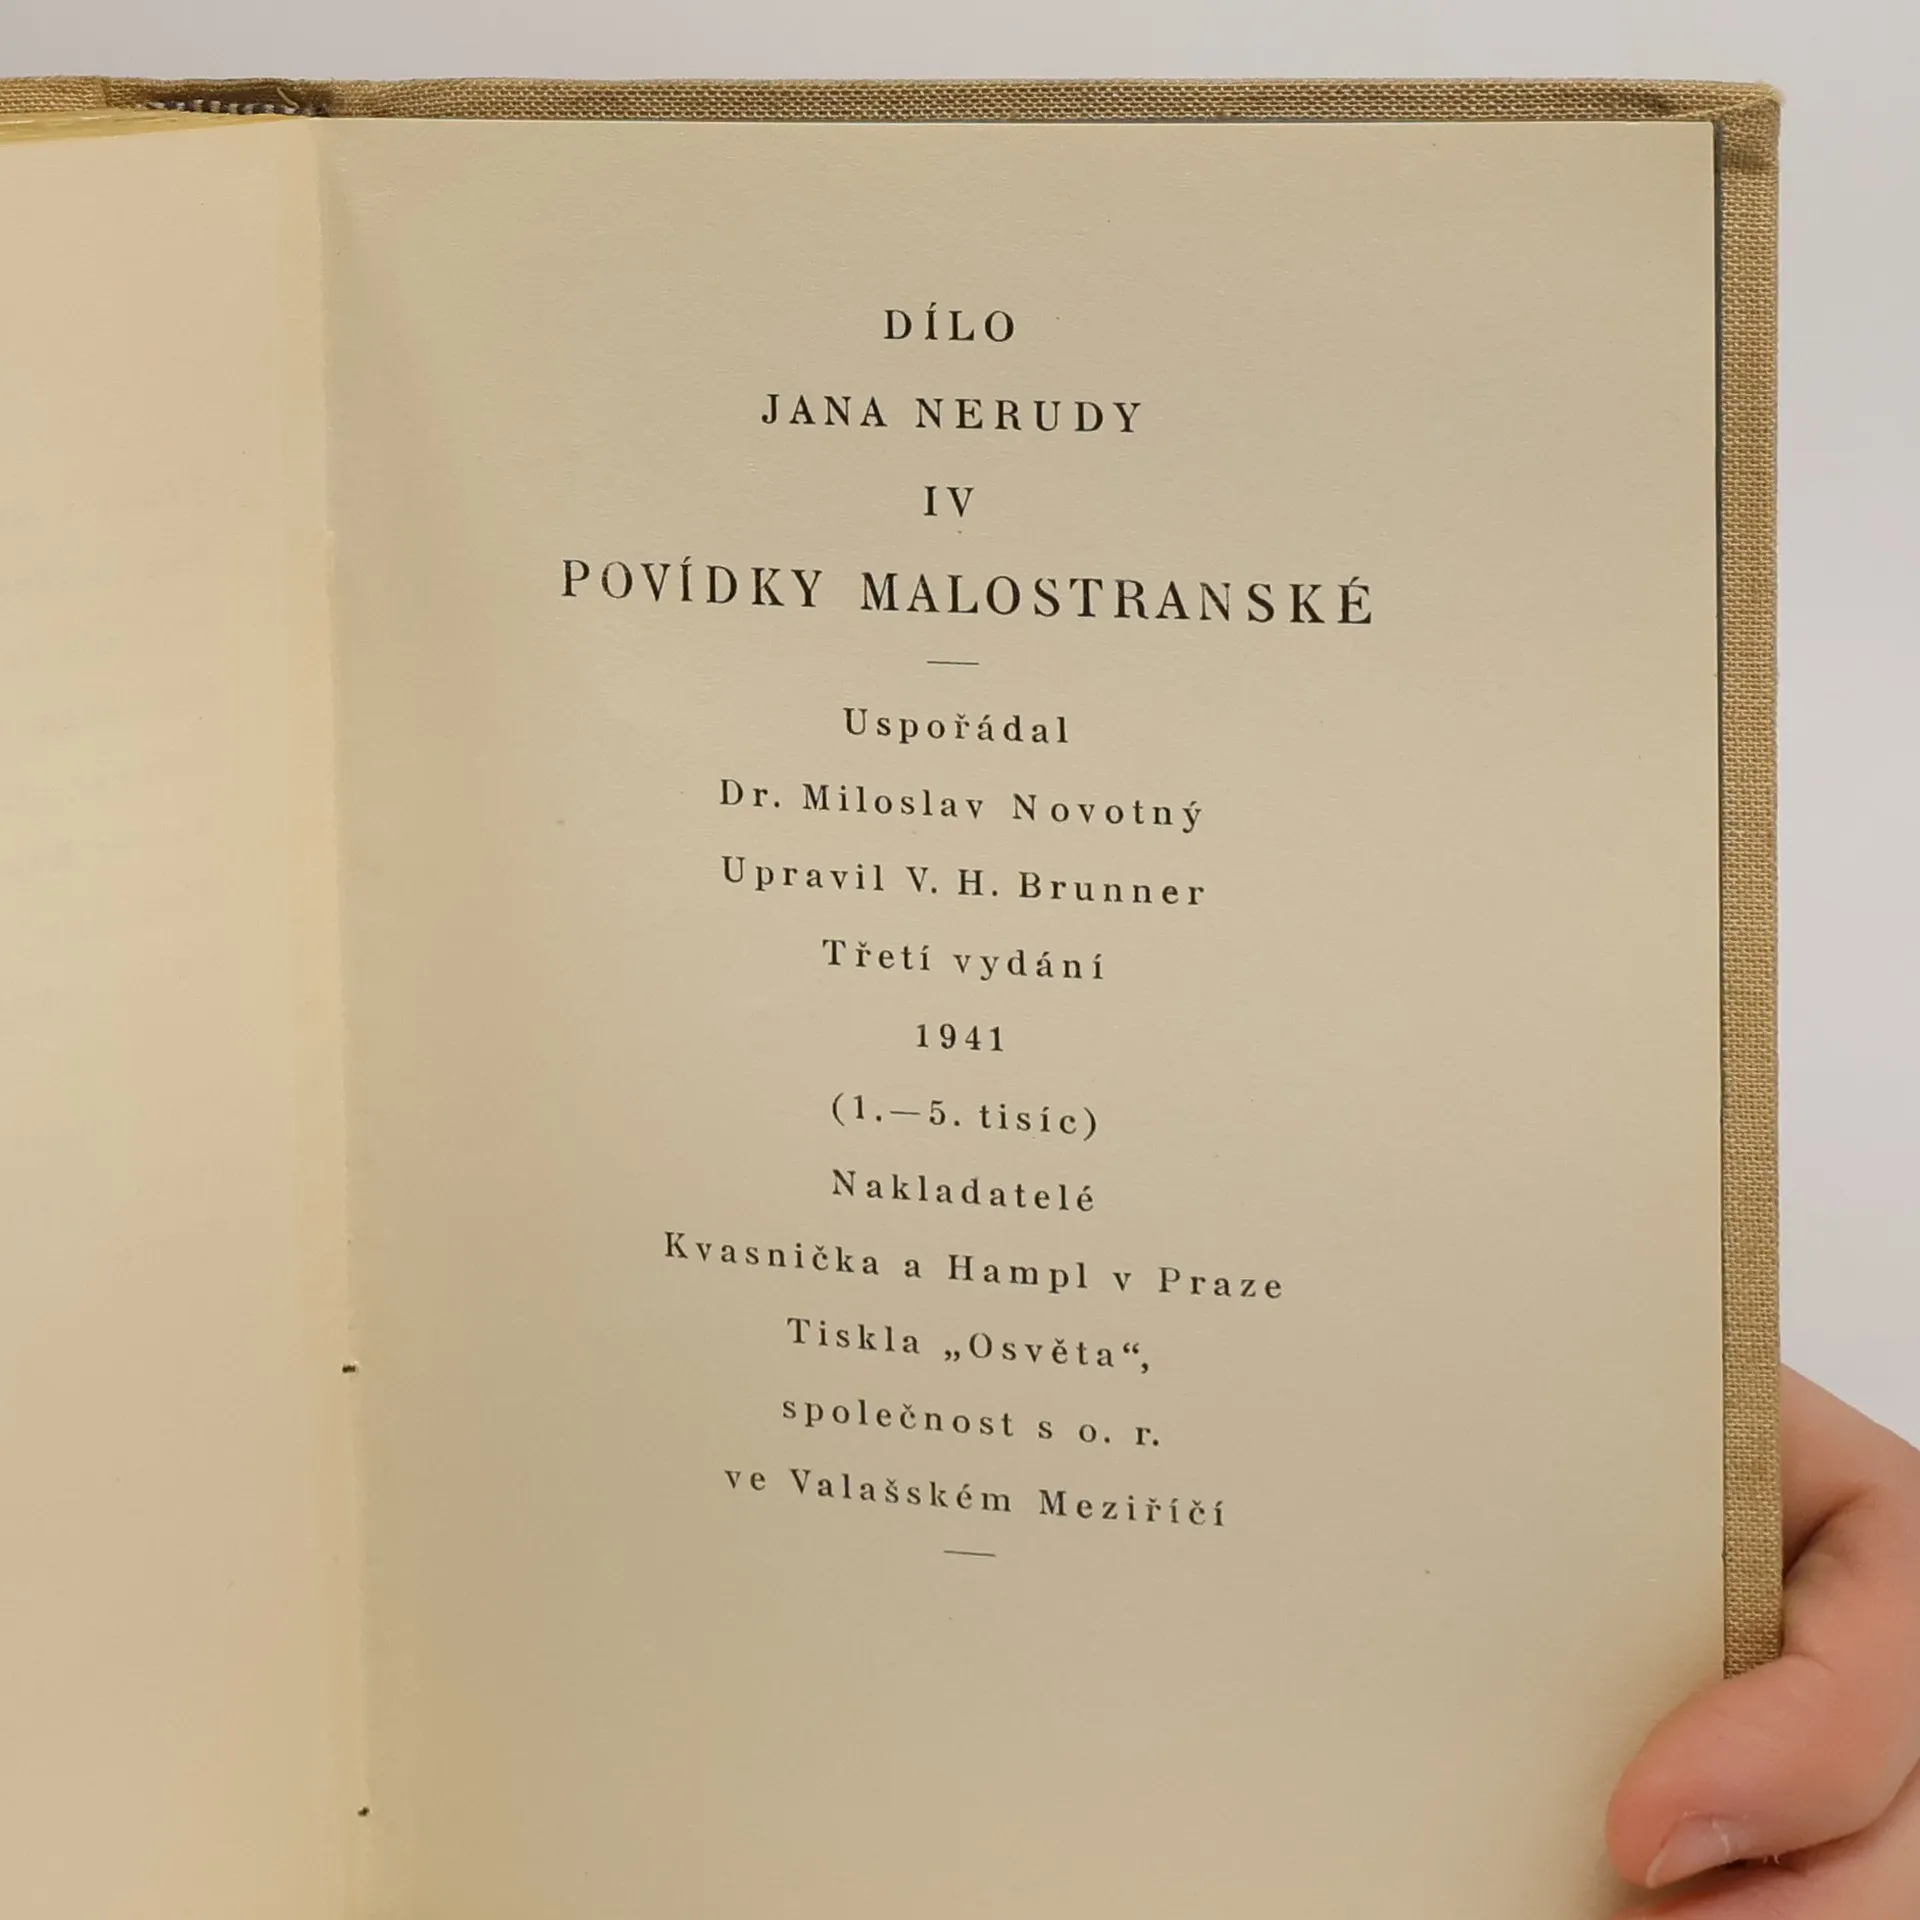 DÍLO
JANA NERUDY
IV
POVÍDKY MALOSTRANSKÉ
Uspořádal
Dr. Miloslav Novotný
Upravil V. H. Brunner
Třetí vydání
1941
(1.—5. tisíc)
Nakladatelé
Kvasnička a Hampl v Praze
Tiskla „Osvěta“,
společnost s o. r.
ve Valašském Meziříčí